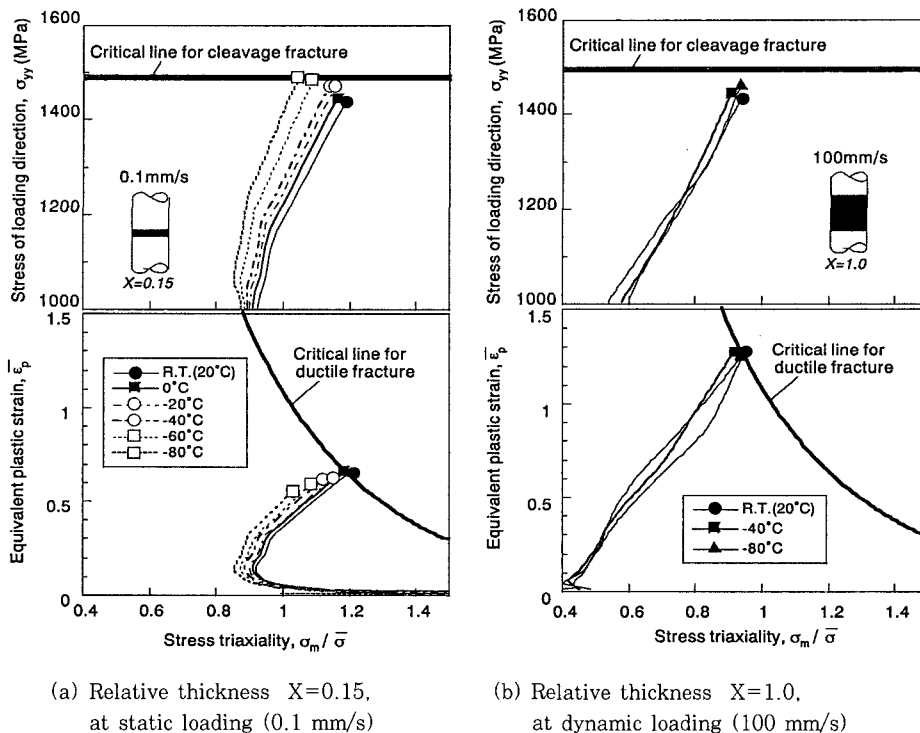 1600
Critical line for cleavage fracture
1400
0.1mm/s
1200
X=0.15
1000
Stress of loading direction, σyy (MPa)
1.5
Critical line for
ductile fracture
R.T.(20°C)
0°C
-20°C
-40°C
-60°C
-80°C
1
0.5
0
Equivalent plastic strain, ε̄p
0.4 0.6 0.8 1 1.2 1.4
Stress triaxiality, σm / σ̄
(a) Relative thickness X=0.15,
at static loading (0.1 mm/s)
1600
Critical line for cleavage fracture
1400
100mm/s
1200
X=1.0
1000
Stress of loading direction, σyy (MPa)
1.5
Critical line for
ductile fracture
1
0.5
R.T.(20°C)
-40°C
-80°C
0
Equivalent plastic strain, ε̄p
0.4 0.6 0.8 1 1.2 1.4
Stress triaxiality, σm / σ̄
(b) Relative thickness X=1.0,
at dynamic loading (100 mm/s)